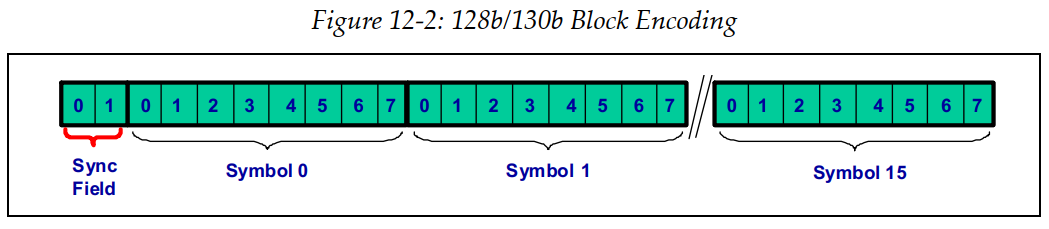 Figure 12-2: 128b/130b Block Encoding
0 1 0 1 2 3 4 5 6 7 0 1 2 3 4 5 6 7 0 1 2 3 4 5 6 7
Sync
Field
Symbol 0
Symbol 1
Symbol 15